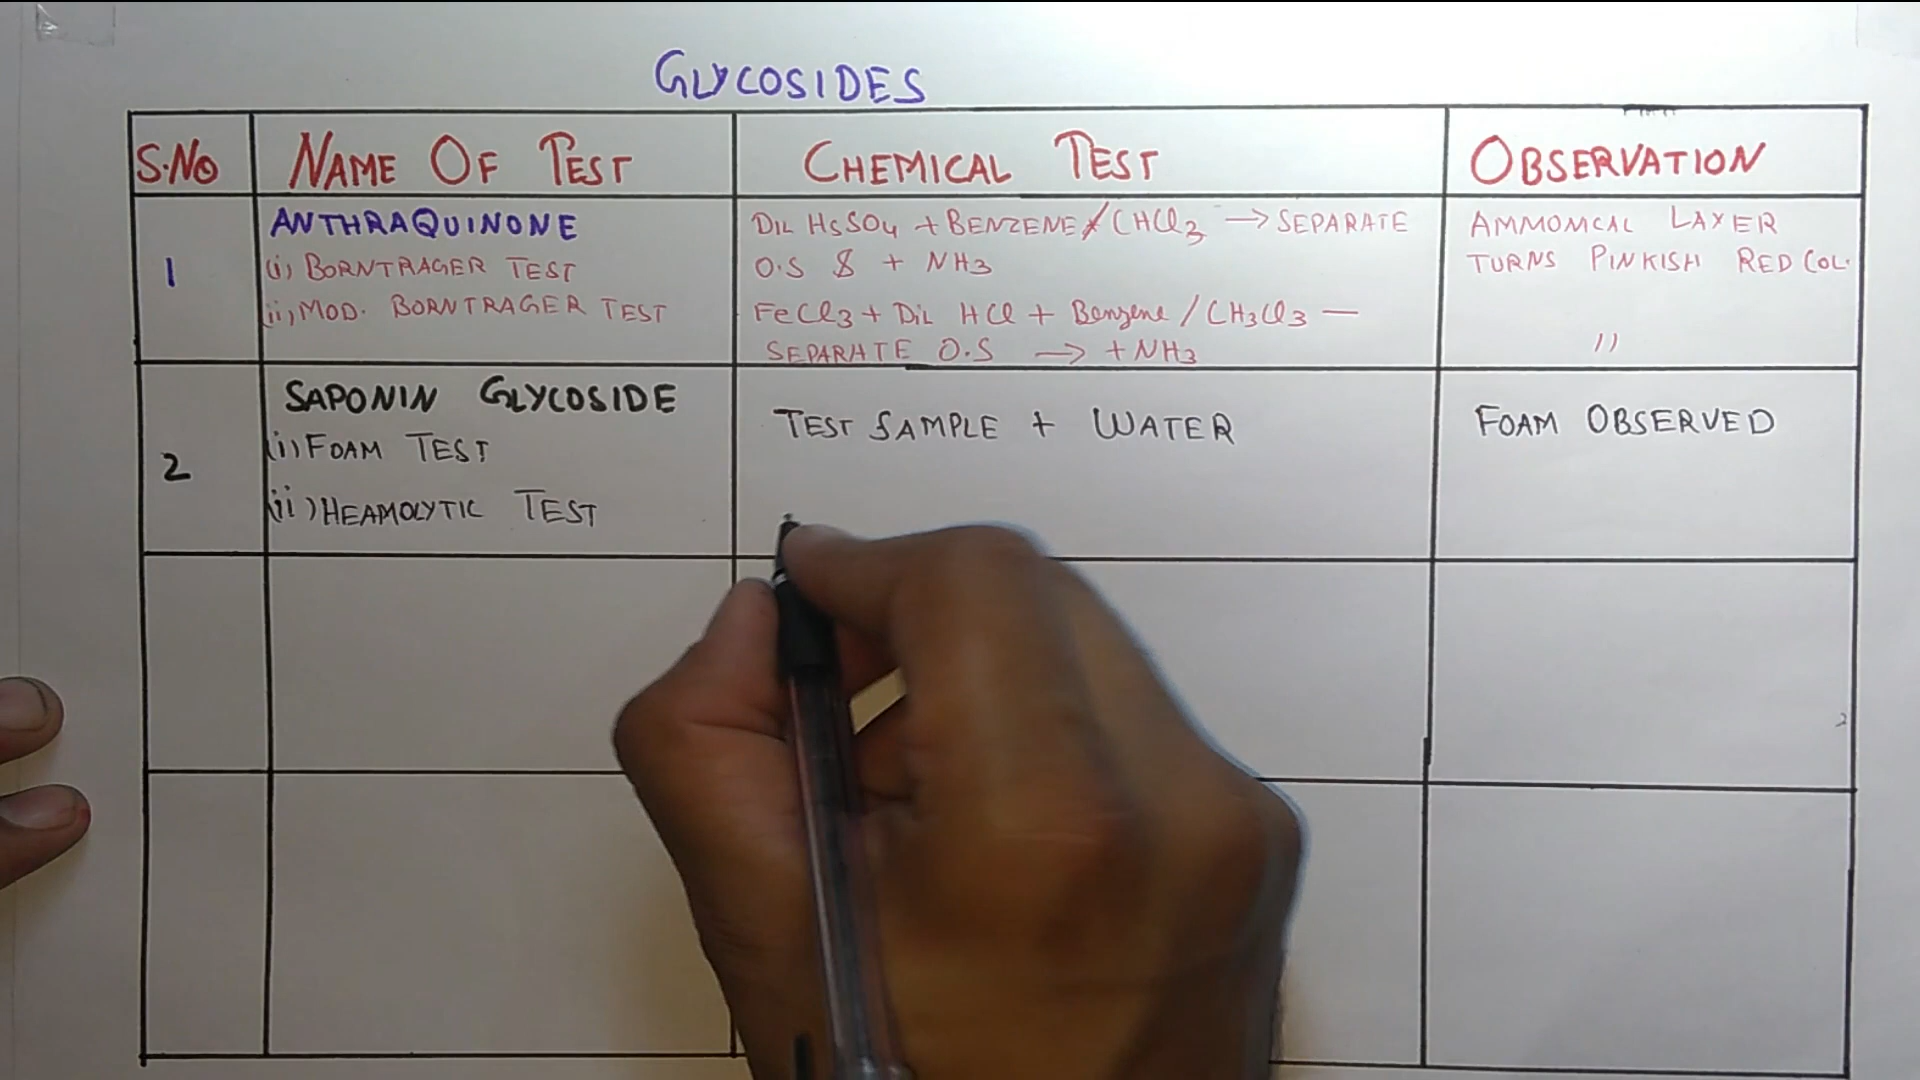 GLYCOSIDES
S.NO NAME OF TEST CHEMICAL TEST OBSERVATION
1
ANTHRAQUINONE
(i) BORNTRAGER TEST
(ii) MOD. BORNTRAGER TEST
DIL HsSO4 + BENZENE / CHCl3 → SEPARATE
O.S $ + NH3
FeCl3 + DIL HCl + Benzene / CH3Cl3 —
SEPARATE O.S → + NH3
AMMONICAL LAYER
TURNS PINKISH RED COL.
"
2
SAPONIN GLYCOSIDE
(i) FOAM TEST
(ii) HEAMOLYTIC TEST
TEST SAMPLE + WATER
FOAM OBSERVED